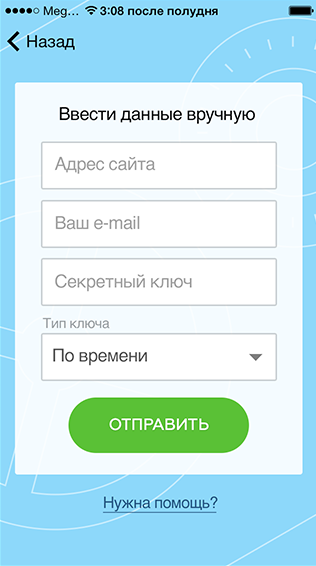 Meg... 3:08 после полудня
Назад
Ввести данные вручную
Адрес сайта
Ваш e-mail
Секретный ключ
Тип ключа
По времени
ОТПРАВИТЬ
Нужна помощь?